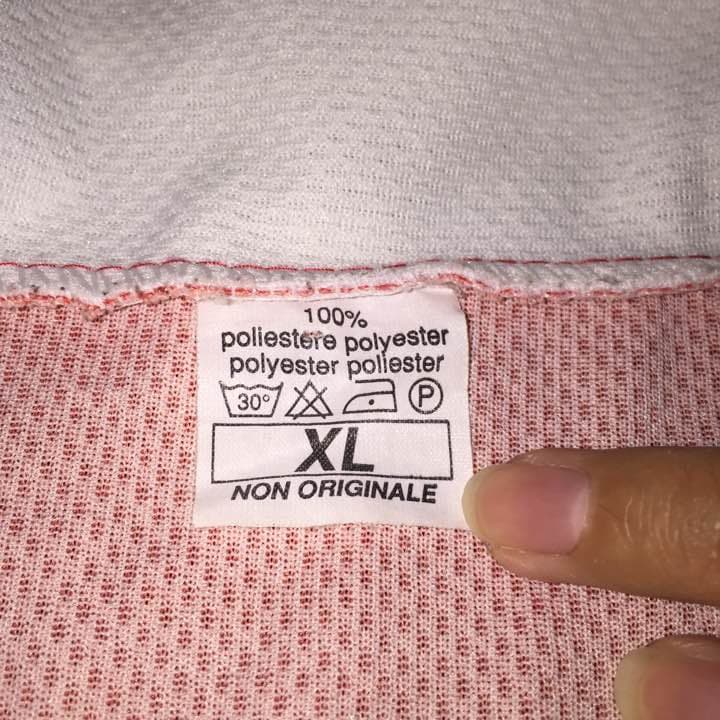 100%
poliestere polyester
polyester poliester
30° P
XL
NON ORIGINALE